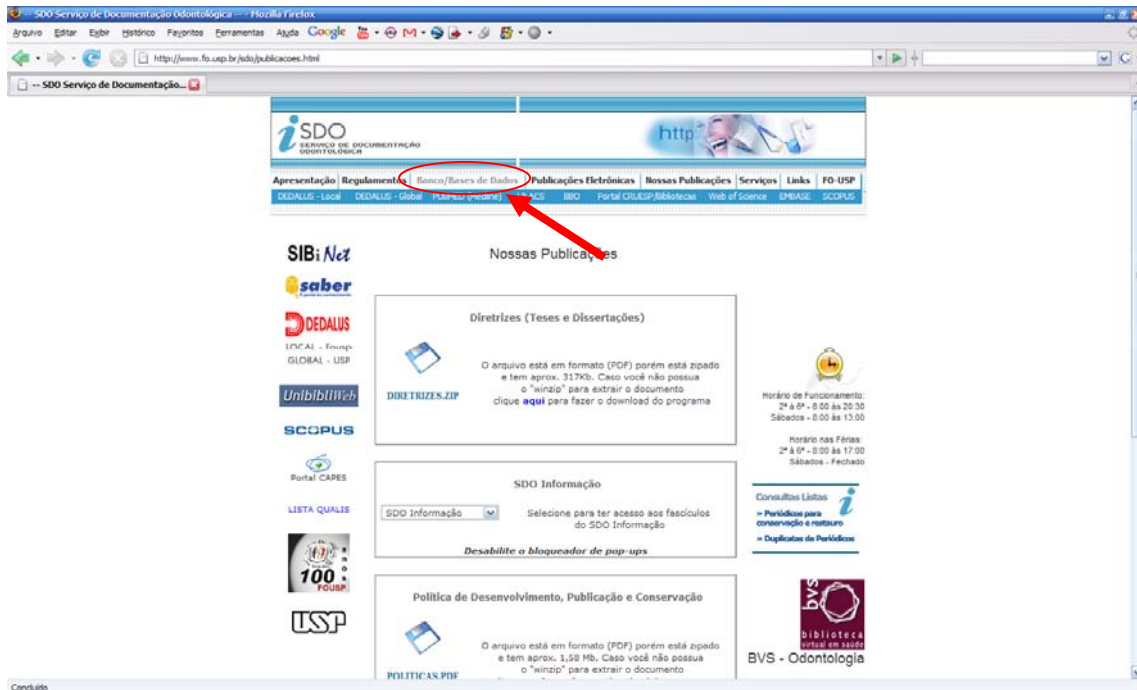 -- SDO Serviço de Documentação Odontológica -- - Mozilla Firefox
Arquivo Editar Exibir Histórico Favoritos Ferramentas Ajuda Google
http://www.fo.usp.br/sdo/publicacoes.html
-- SDO Serviço de Documentação...
iSDO
SERVIÇO DE DOCUMENTAÇÃO
ODONTOLÓGICA
http:
Apresentação Regulamentos Banco/Bases de Dados Publicações Eletrônicas Nossas Publicações Serviços Links FO-USP
DEDALUS - Local DEDALUS - Global PUBMED (Medline) BBO Portal CRUESP/Bibliotecas Web of Science EMBASE SCOPUS
SIBi Net
saber
DEDALUS
LOCAL - Fousp
GLOBAL - USP
UnibibliWeb
SCOPUS
Portal CAPES
LISTA QUALIS
100 anos
FOUSP
USP
Nossas Publicações
Diretrizes (Teses e Dissertações)
DIRETRIZES.ZIP
O arquivo está em formato (PDF) porém está zipado
e tem aprox. 317Kb. Caso você não possua
o "winzip" para extrair o documento
clique aqui para fazer o download do programa
SDO Informação
SDO Informação
Selecione para ter acesso aos fascículos
do SDO Informação
Desabilite o bloqueador de pop-ups
Política de Desenvolvimento, Publicação e Conservação
POLITICAS.PDF
O arquivo está em formato (PDF) porém está zipado
e tem aprox. 1,58 Mb. Caso você não possua
o "winzip" para extrair o documento
Horário de Funcionamento:
2ª à 6ª - 8:00 às 20:30
Sábados - 8:00 às 13:00
Horário nas Férias:
2ª à 6ª - 8:00 às 17:00
Sábados - Fechado
Consultas Listas
» Periódicos para
conservação e restauro
» Duplicatas de Periódicos
bvs
biblioteca
virtual em saúde
BVS - Odontologia
Concluído